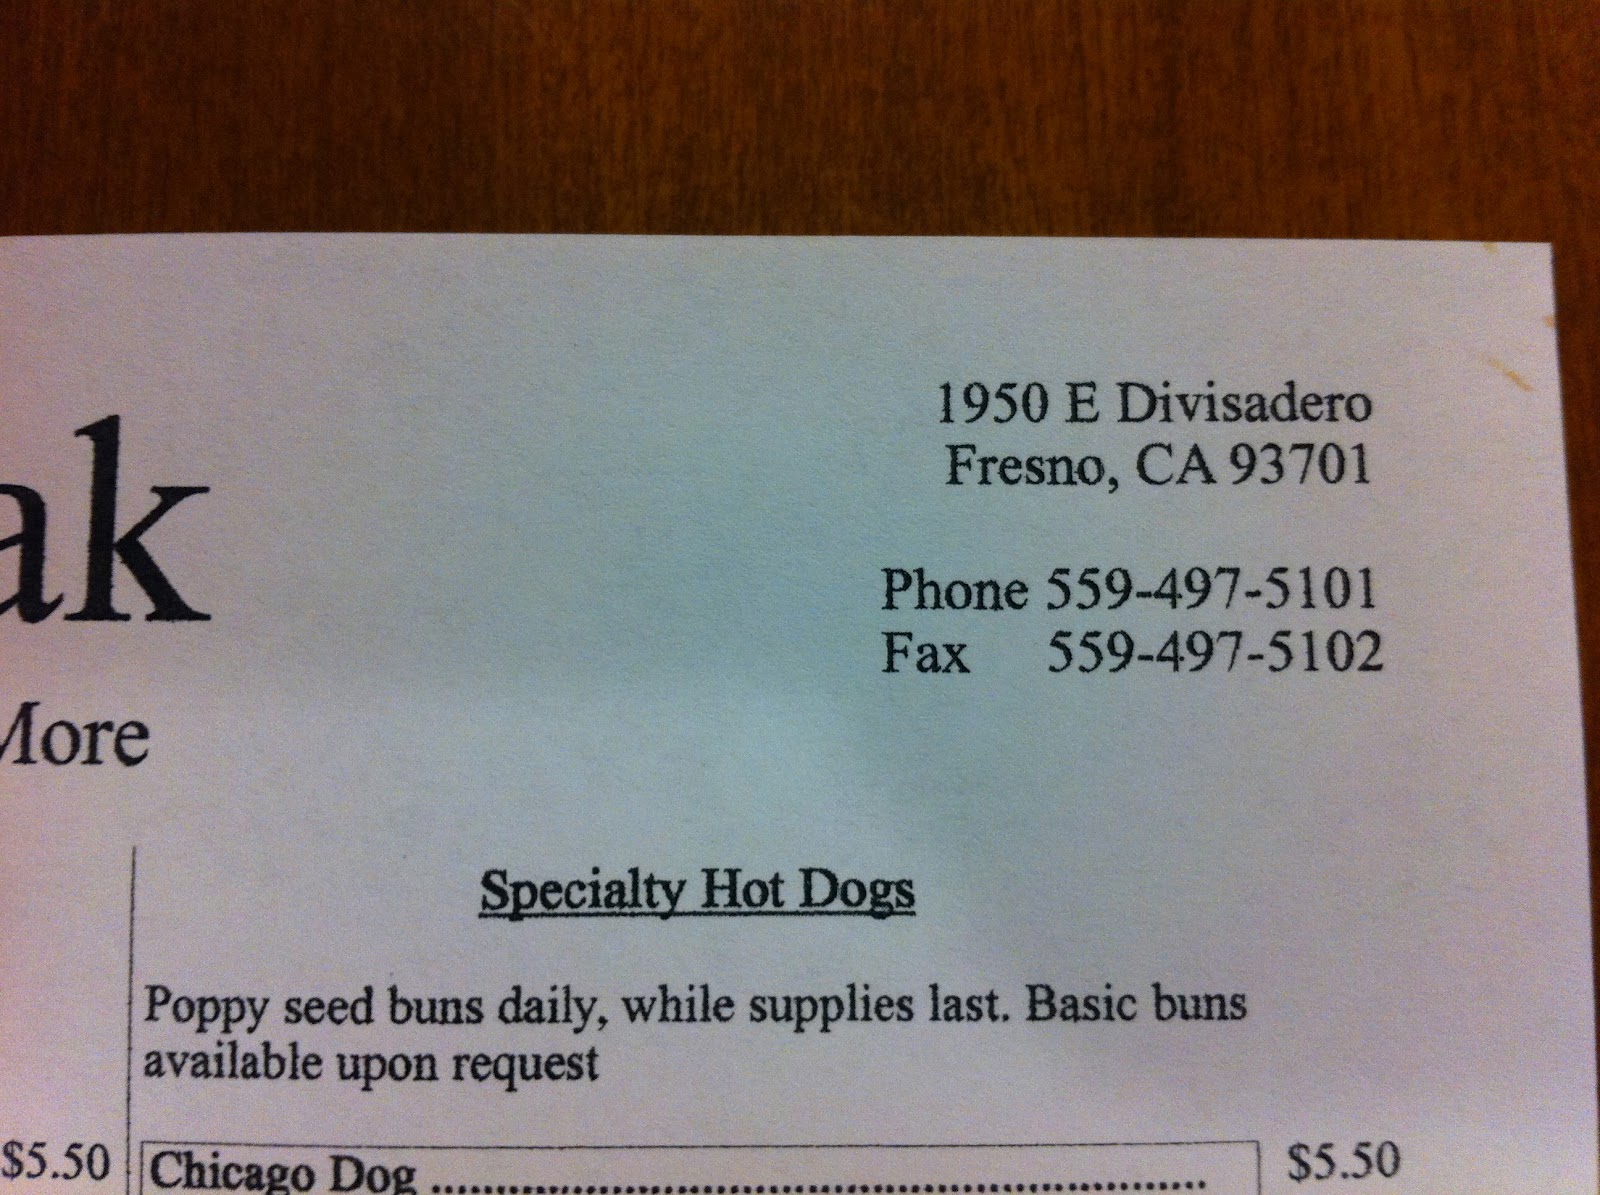 1950 E Divisadero
Fresno, CA 93701
ak
Phone 559-497-5101
Fax 559-497-5102
More
Specialty Hot Dogs
Poppy seed buns daily, while supplies last. Basic buns
available upon request
$5.50
Chicago Dog ........................................................ $5.50